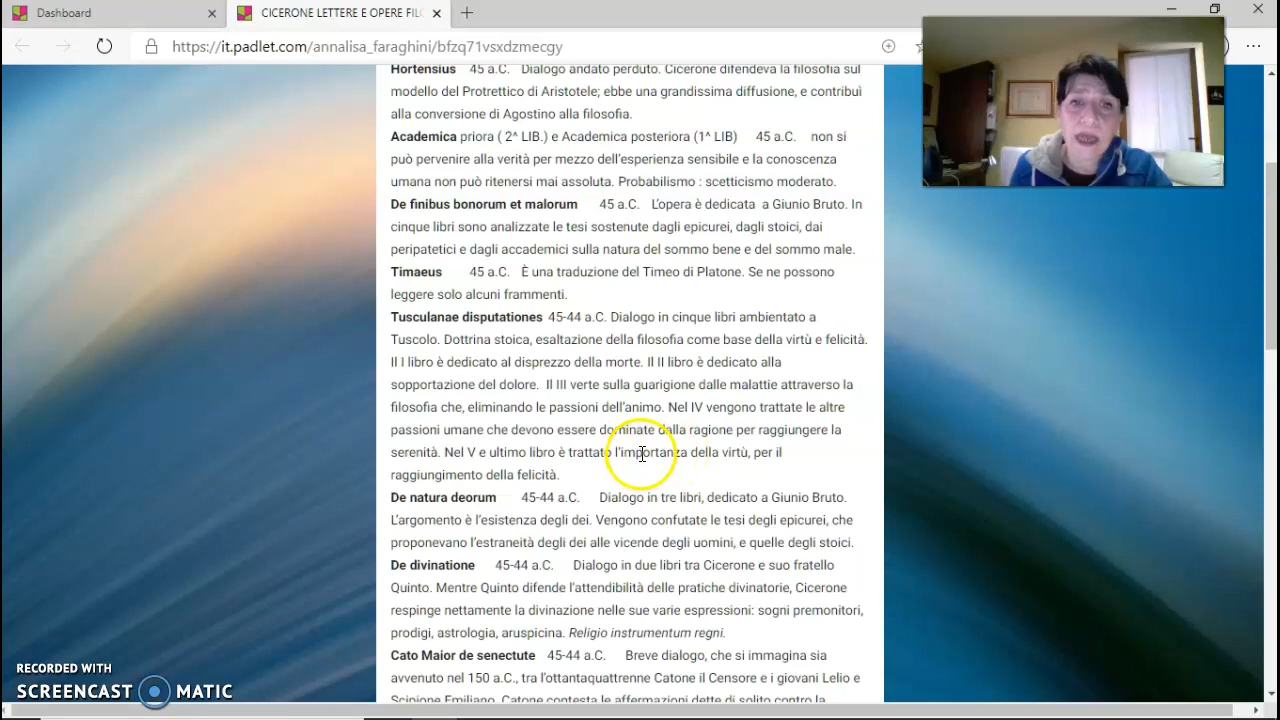 Dashboard
CICERONE LETTERE E OPERE FILO
https://it.padlet.com/annalisa_faraghini/bfzq71vsxdzmecgy
Hortensius 45 a.C. Dialogo andato perduto. Cicerone difendeva la filosofia sul
modello del Protrettico di Aristotele; ebbe una grandissima diffusione, e contribuì
alla conversione di Agostino alla filosofia.
Academica priora ( 2^ LIB.) e Academica posteriora (1^ LIB) 45 a.C. non si
può pervenire alla verità per mezzo dell'esperienza sensibile e la conoscenza
umana non può ritenersi mai assoluta. Probabilismo : scetticismo moderato.
De finibus bonorum et malorum 45 a.C. L'opera è dedicata a Giunio Bruto. In
cinque libri sono analizzate le tesi sostenute dagli epicurei, dagli stoici, dai
peripatetici e dagli accademici sulla natura del sommo bene e del sommo male.
Timaeus 45 a.C. È una traduzione del Timeo di Platone. Se ne possono
leggere solo alcuni frammenti.
Tusculanae disputationes 45-44 a.C. Dialogo in cinque libri ambientato a
Tuscolo. Dottrina stoica, esaltazione della filosofia come base della virtù e felicità.
Il I libro è dedicato al disprezzo della morte. Il II libro è dedicato alla
sopportazione del dolore. Il III verte sulla guarigione dalle malattie attraverso la
filosofia che, eliminando le passioni dell'animo. Nel IV vengono trattate le altre
passioni umane che devono essere dominate dalla ragione per raggiungere la
serenità. Nel V e ultimo libro è trattato l'importanza della virtù, per il
raggiungimento della felicità.
De natura deorum 45-44 a.C. Dialogo in tre libri, dedicato a Giunio Bruto.
L'argomento è l'esistenza degli dei. Vengono confutate le tesi degli epicurei, che
proponevano l'estraneità degli dei alle vicende degli uomini, e quelle degli stoici.
De divinatione 45-44 a.C. Dialogo in due libri tra Cicerone e suo fratello
Quinto. Mentre Quinto difende l'attendibilità delle pratiche divinatorie, Cicerone
respinge nettamente la divinazione nelle sue varie espressioni: sogni premonitori,
prodigi, astrologia, aruspicina. Religio instrumentum regni.
Cato Maior de senectute 45-44 a.C. Breve dialogo, che si immagina sia
avvenuto nel 150 a.C., tra l'ottantaquattrenne Catone il Censore e i giovani Lelio e
Scipione Emiliano. Catone contesta le affermazioni dette di solito contro la
RECORDED WITH
SCREENCAST MATIC